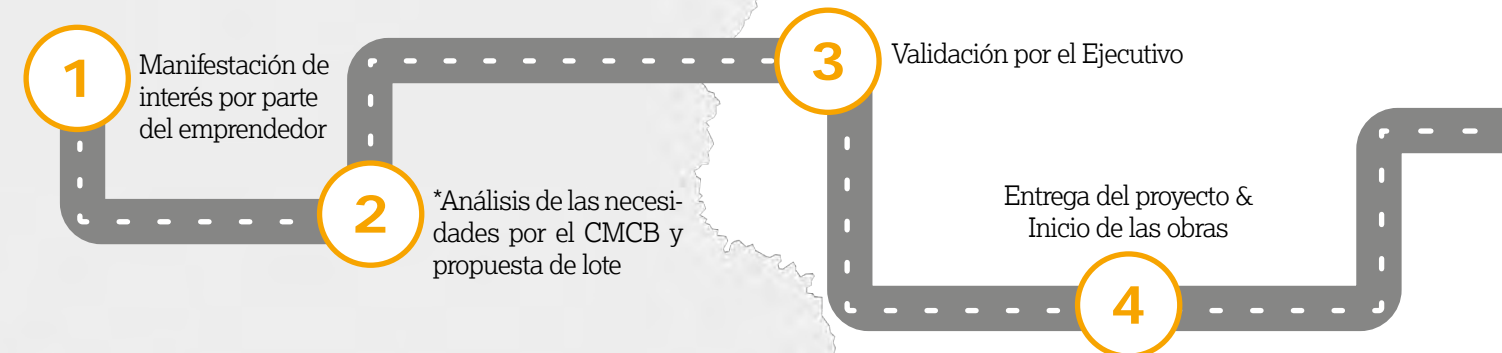 1
Manifestación de
interés por parte
del emprendedor
2
*Análisis de las necesi-
dades por el CMCB y
propuesta de lote
3
Validación por el Ejecutivo
Entrega del proyecto &
Inicio de las obras
4